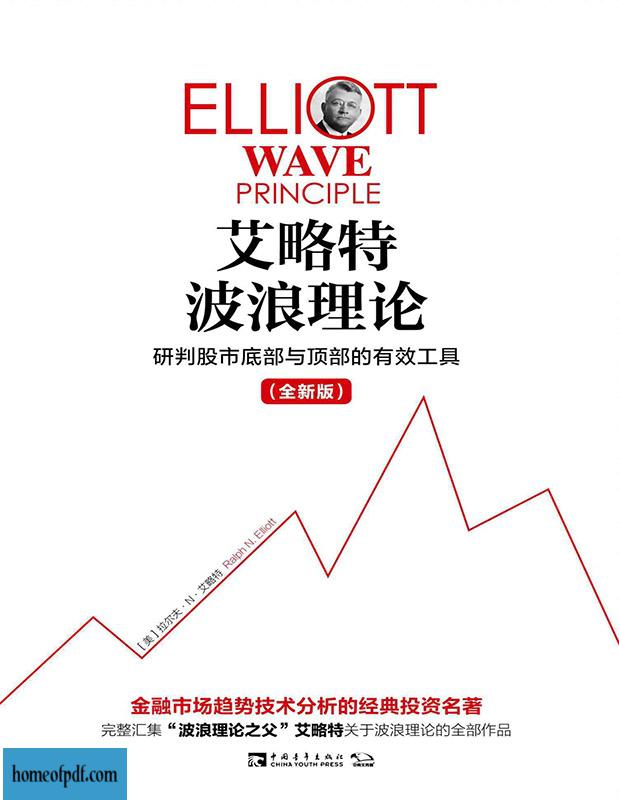 ELLIOTT
WAVE
PRINCIPLE
艾略特
波浪理论
研判股市底部与顶部的有效工具
（全新版）
［美］拉尔夫·N·艾略特 Ralph N. Elliott
金融市场趋势技术分析的经典投资名著
完整汇集“波浪理论之父”艾略特关于波浪理论的全部作品
中国青年出版社
CHINA YOUTH PRESS
homeofpdf.com